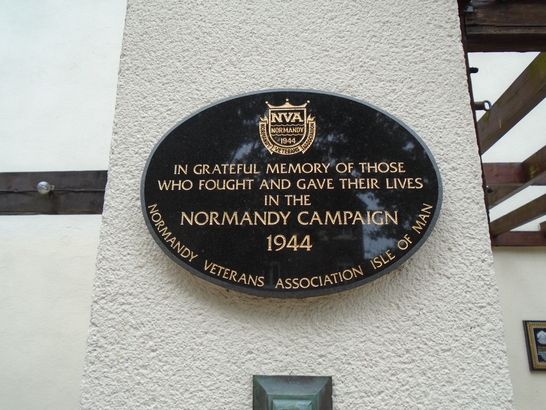 NVA
NORMANDY
1944
IN GRATEFUL MEMORY OF THOSE
WHO FOUGHT AND GAVE THEIR LIVES
IN THE
NORMANDY CAMPAIGN
1944
NORMANDY VETERANS ASSOCIATION ISLE OF MAN